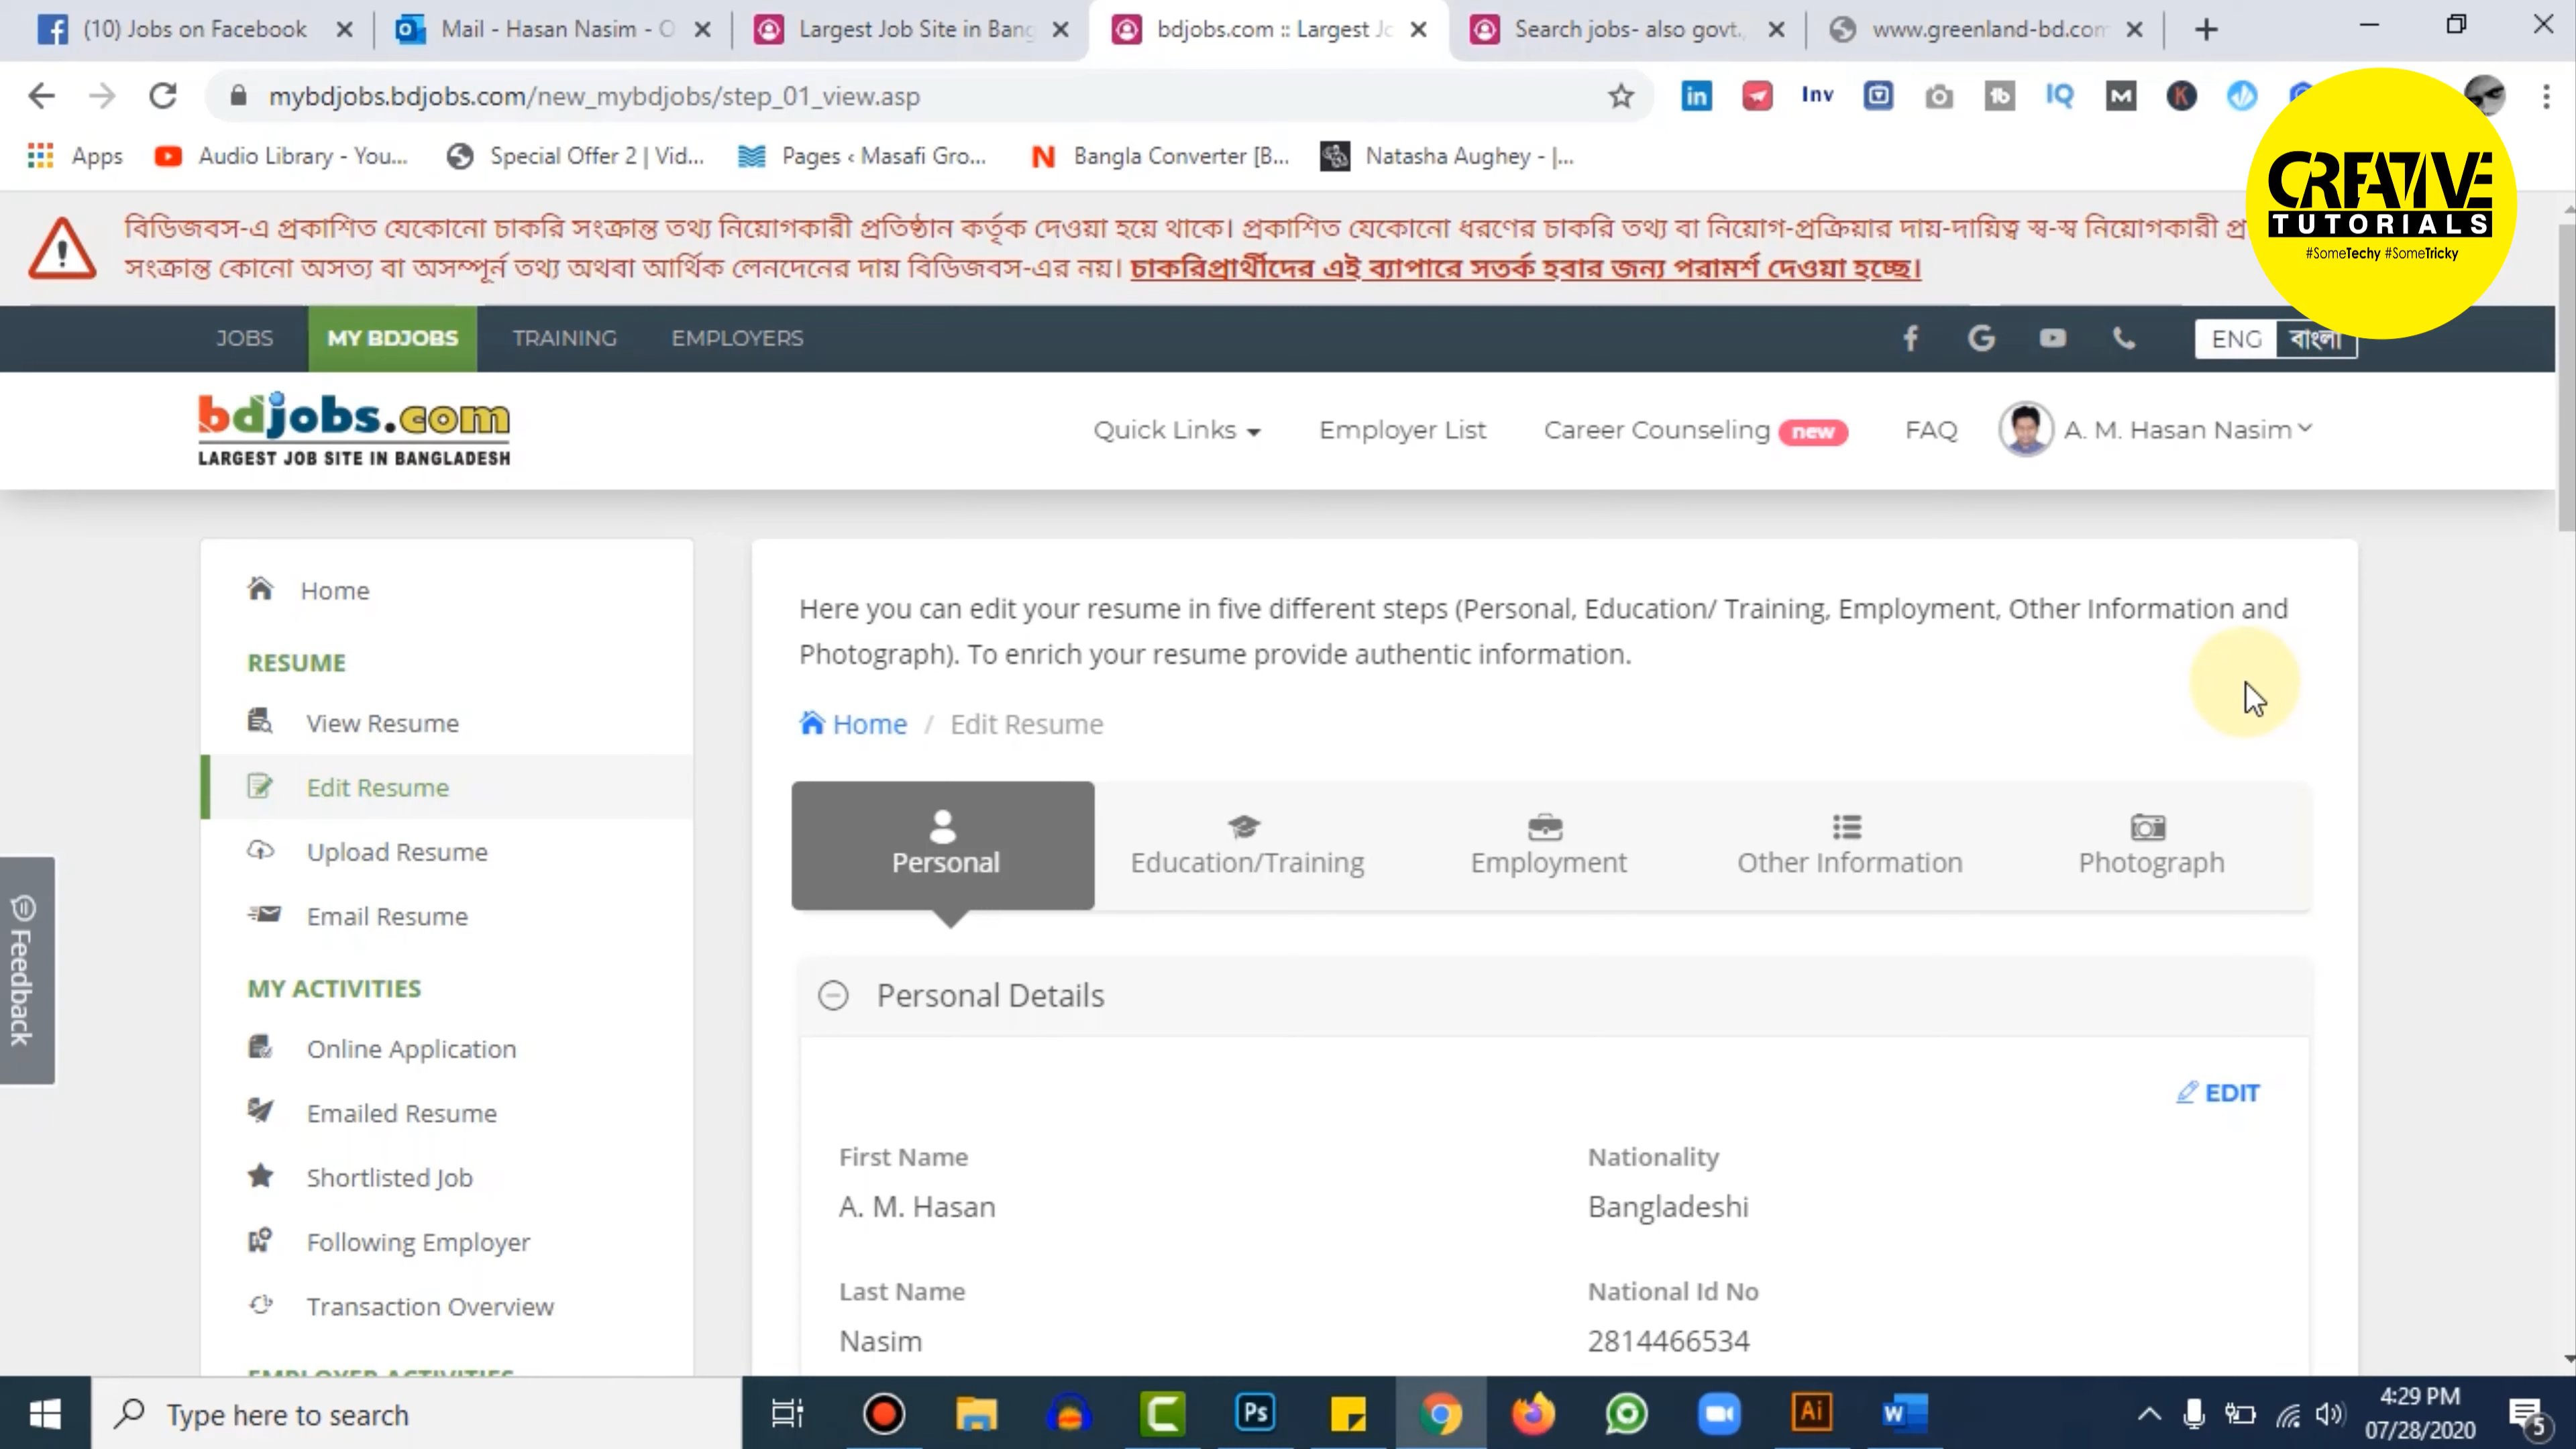 (10) Jobs on Facebook
Mail - Hasan Nasim - O
Largest Job Site in Bang
bdjobs.com :: Largest Jo
Search jobs- also govt.,
www.greenland-bd.com
mybdjobs.bdjobs.com/new_mybdjobs/step_01_view.asp
Inv
Apps
Audio Library - You...
Special Offer 2 | Vid...
Pages ‹ Masafi Gro...
Bangla Converter [B...
Natasha Aughey - |...
CREATIVE
TUTORIALS
#SomeTechy #SomeTricky
বিডিজবস-এ প্রকাশিত যেকোনো চাকরি সংক্রান্ত তথ্য নিয়োগকারী প্রতিষ্ঠান কর্তৃক দেওয়া হয়ে থাকে। প্রকাশিত যেকোনো ধরণের চাকরি তথ্য বা নিয়োগ-প্রক্রিয়ার দায়-দায়িত্ব স্ব-স্ব নিয়োগকারী প্র
সংক্রান্ত কোনো অসত্য বা অসম্পূর্ন তথ্য অথবা আর্থিক লেনদেনের দায় বিডিজবস-এর নয়। চাকরিপ্রার্থীদের এই ব্যাপারে সতর্ক হবার জন্য পরামর্শ দেওয়া হচ্ছে।
JOBS
MY BDJOBS
TRAINING
EMPLOYERS
ENG
বাংলা
bdjobs.com
LARGEST JOB SITE IN BANGLADESH
Quick Links
Employer List
Career Counseling new
FAQ
A. M. Hasan Nasim
Home
RESUME
View Resume
Edit Resume
Upload Resume
Email Resume
MY ACTIVITIES
Online Application
Emailed Resume
Shortlisted Job
Following Employer
Transaction Overview
EMPLOYER ACTIVITIES
Feedback
Here you can edit your resume in five different steps (Personal, Education/ Training, Employment, Other Information and
Photograph). To enrich your resume provide authentic information.
Home / Edit Resume
Personal
Education/Training
Employment
Other Information
Photograph
Personal Details
EDIT
First Name
A. M. Hasan
Nationality
Bangladeshi
Last Name
Nasim
National Id No
2814466534
Type here to search
Ps
Ai
4:29 PM
07/28/2020
5